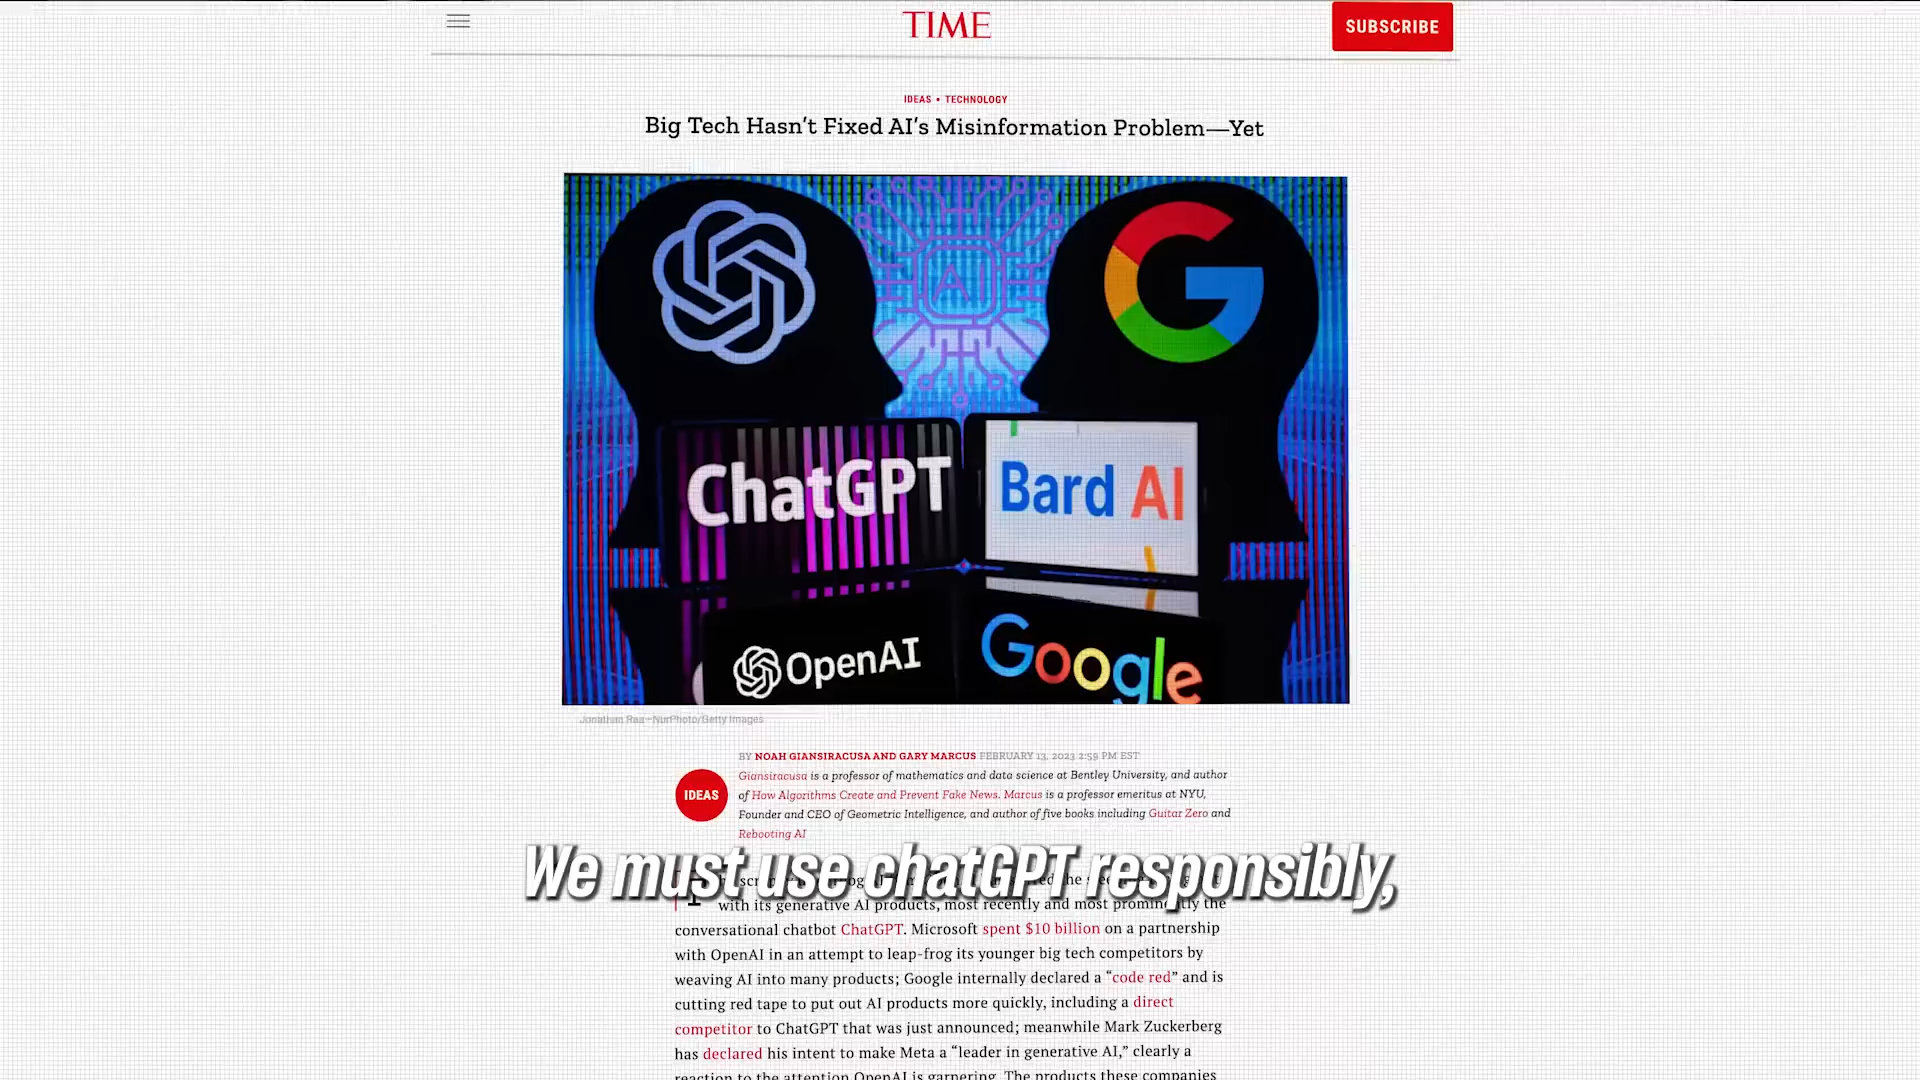 TIME
SUBSCRIBE
IDEAS • TECHNOLOGY
Big Tech Hasn't Fixed AI's Misinformation Problem—Yet
AI
ChatGPT
Bard AI
OpenAI
Google
Jonathan Raa—NurPhoto/Getty Images
BY NOAH GIANSIRACUSA AND GARY MARCUS FEBRUARY 13, 2023 2:59 PM EST
IDEAS
Giansiracusa is a professor of mathematics and data science at Bentley University, and author
of How Algorithms Create and Prevent Fake News. Marcus is a professor emeritus at NYU,
Founder and CEO of Geometric Intelligence, and author of five books including Guitar Zero and
Rebooting AI
We must use chatGPT responsibly,
with its generative AI products, most recently and most prominently the
conversational chatbot ChatGPT. Microsoft spent $10 billion on a partnership
with OpenAI in an attempt to leap-frog its younger big tech competitors by
weaving AI into many products; Google internally declared a “code red” and is
cutting red tape to put out AI products more quickly, including a direct
competitor to ChatGPT that was just announced; meanwhile Mark Zuckerberg
has declared his intent to make Meta a “leader in generative AI,” clearly a
reaction to the attention OpenAI is garnering. The products these companies